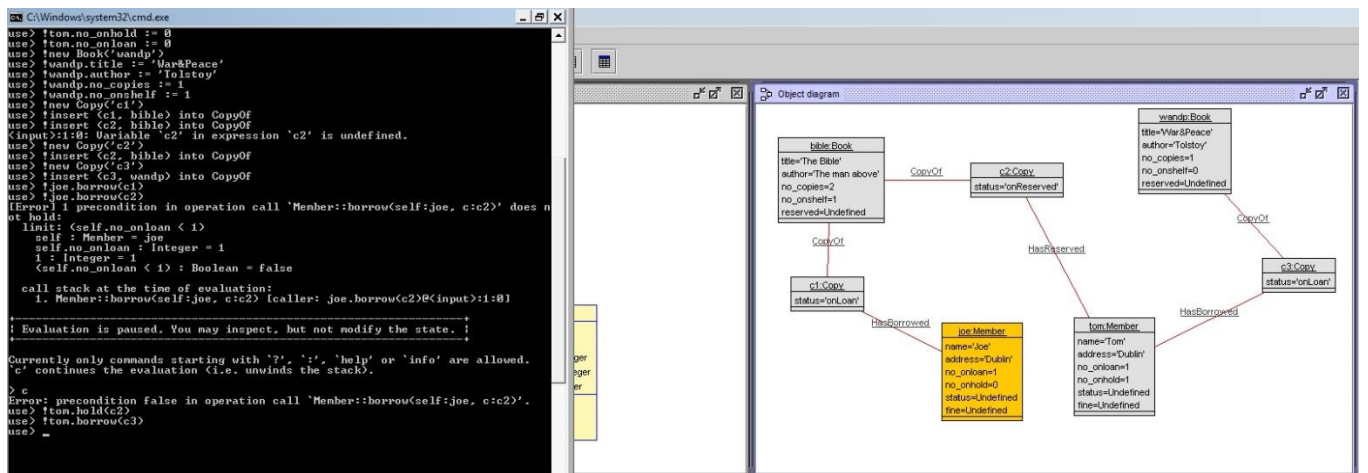 C:\Windows\system32\cmd.exe
use> !tom.no_onhold := 0
use> !tom.no_onloan := 0
use> !new Book('wandp')
use> !wandp.title := 'War&Peace'
use> !wandp.author := 'Tolstoy'
use> !wandp.no_copies := 1
use> !wandp.no_onshelf := 1
use> !new Copy('c1')
use> !insert (c1, bible) into CopyOf
use> !insert (c2, bible) into CopyOf
<input>:1:0: Variable `c2' in expression `c2' is undefined.
use> !new Copy('c2')
use> !insert (c2, bible) into CopyOf
use> !new Copy('c3')
use> !insert (c3, wandp) into CopyOf
use> !joe.borrow(c1)
use> !joe.borrow(c2)
[Error] 1 precondition in operation call `Member::borrow(self:joe, c:c2)' does n
ot hold:
limit: (self.no_onloan < 1)
self : Member = joe
self.no_onloan : Integer = 1
1 : Integer = 1
(self.no_onloan < 1) : Boolean = false
call stack at the time of evaluation:
1. Member::borrow(self:joe, c:c2) [caller: joe.borrow(c2)@<input>:1:0]
+------------------------------------------------------------------+
| Evaluation is paused. You may inspect, but not modify the state. |
+------------------------------------------------------------------+
Currently only commands starting with `?', `:', `help' or `info' are allowed.
`c' continues the evaluation (i.e. unwinds the stack).
> c
Error: precondition false in operation call `Member::borrow(self:joe, c:c2)'.
use> !tom.hold(c2)
use> !tom.borrow(c3)
use> _
ger
eger
er
Object diagram
bible:Book
title='The Bible'
author='The man above'
no_copies=2
no_onshelf=1
reserved=Undefined
CopyOf
c2:Copy
status='onReserved'
wandp:Book
title='War&Peace'
author='Tolstoy'
no_copies=1
no_onshelf=0
reserved=Undefined
CopyOf
CopyOf
HasReserved
c1:Copy
status='onLoan'
c3:Copy
status='onLoan'
HasBorrowed
HasBorrowed
joe:Member
name='Joe'
address='Dublin'
no_onloan=1
no_onhold=0
status=Undefined
fine=Undefined
tom:Member
name='Tom'
address='Dublin'
no_onloan=1
no_onhold=1
status=Undefined
fine=Undefined